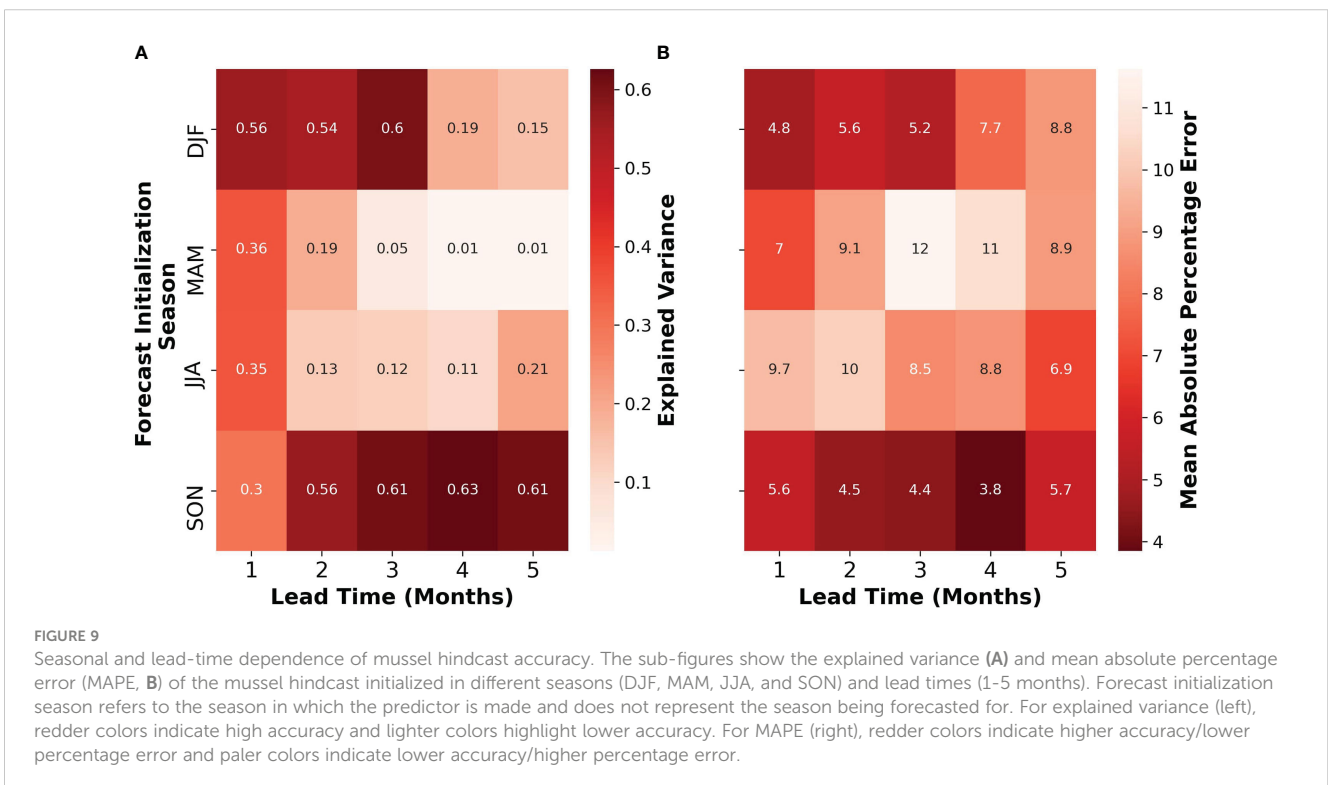 A
B
DJF
MAM
JJA
SON
Forecast Initialization
Season
0.56 0.54 0.6 0.19 0.15
0.36 0.19 0.05 0.01 0.01
0.35 0.13 0.12 0.11 0.21
0.3 0.56 0.61 0.63 0.61
1 2 3 4 5
Lead Time (Months)
0.6
0.5
0.4
0.3
0.2
0.1
Explained Variance
4.8 5.6 5.2 7.7 8.8
7 9.1 12 11 8.9
9.7 10 8.5 8.8 6.9
5.6 4.5 4.4 3.8 5.7
1 2 3 4 5
Lead Time (Months)
11
10
9
8
7
6
5
4
Mean Absolute Percentage Error
FIGURE 9
Seasonal and lead-time dependence of mussel hindcast accuracy. The sub-figures show the explained variance (A) and mean absolute percentage
error (MAPE, B) of the mussel hindcast initialized in different seasons (DJF, MAM, JJA, and SON) and lead times (1-5 months). Forecast initialization
season refers to the season in which the predictor is made and does not represent the season being forecasted for. For explained variance (left),
redder colors indicate high accuracy and lighter colors highlight lower accuracy. For MAPE (right), redder colors indicate higher accuracy/lower
percentage error and paler colors indicate lower accuracy/higher percentage error.